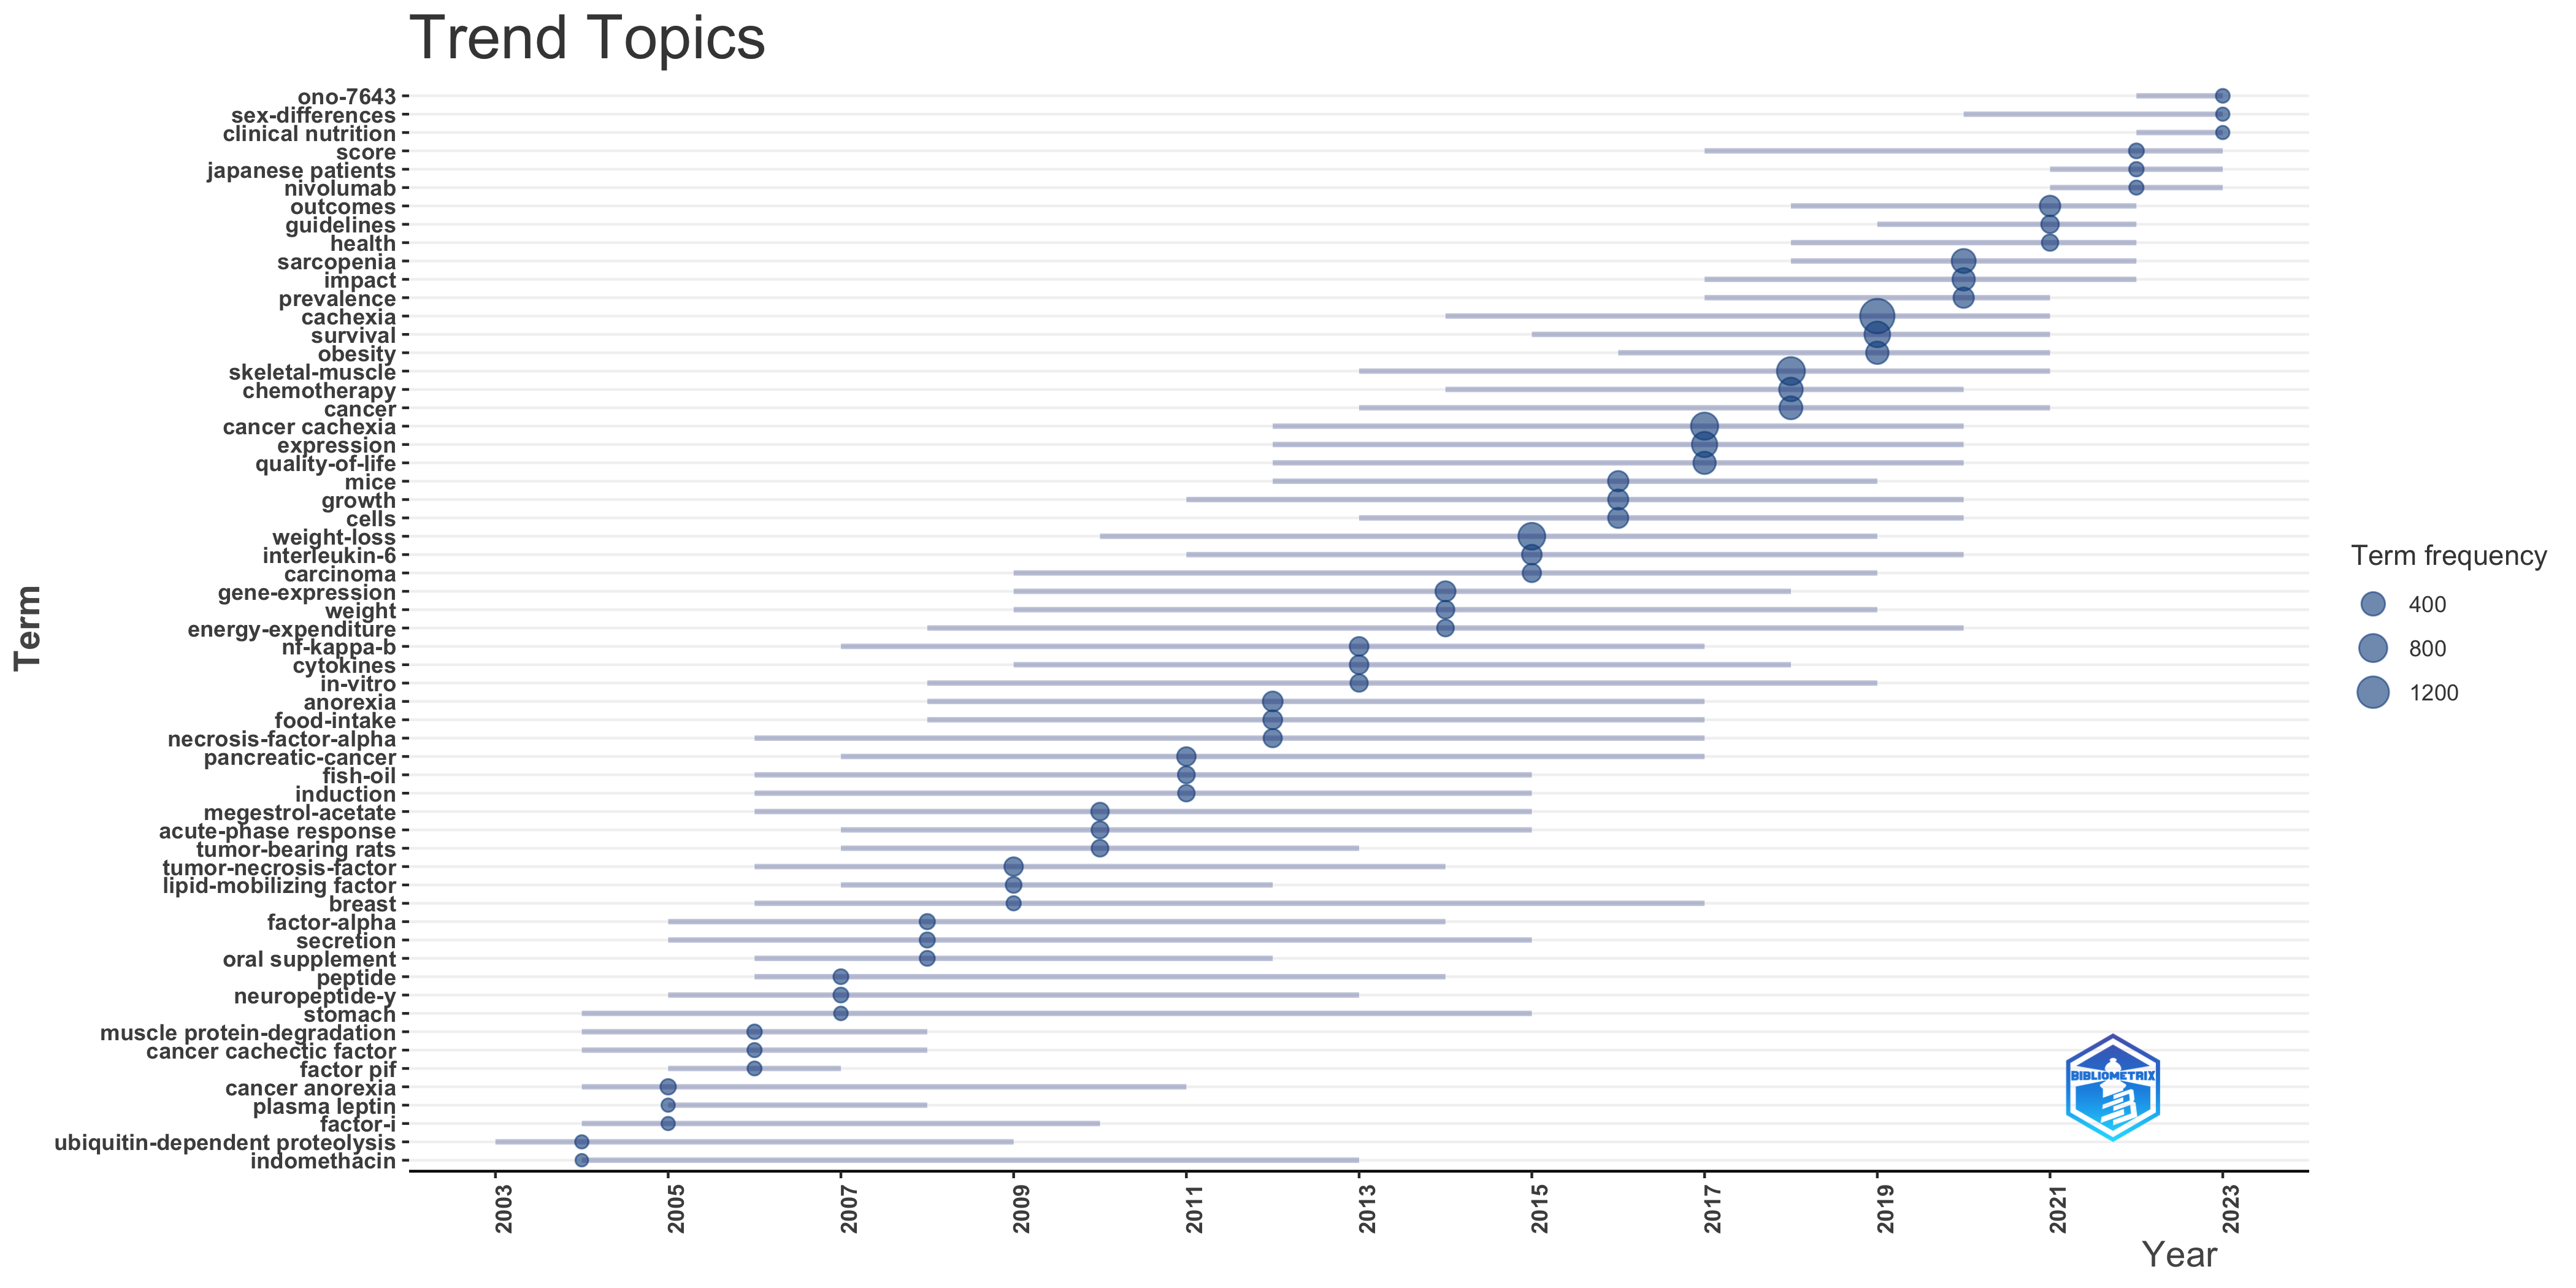 Trend Topics
ono-7643
sex-differences
clinical nutrition
score
japanese patients
nivolumab
outcomes
guidelines
health
sarcopenia
impact
prevalence
cachexia
survival
obesity
skeletal-muscle
chemotherapy
cancer
cancer cachexia
expression
quality-of-life
mice
growth
cells
weight-loss
interleukin-6
carcinoma
gene-expression
weight
energy-expenditure
nf-kappa-b
cytokines
in-vitro
anorexia
food-intake
necrosis-factor-alpha
pancreatic-cancer
fish-oil
induction
megestrol-acetate
acute-phase response
tumor-bearing rats
tumor-necrosis-factor
lipid-mobilizing factor
breast
factor-alpha
secretion
oral supplement
peptide
neuropeptide-y
stomach
muscle protein-degradation
cancer cachectic factor
factor pif
cancer anorexia
plasma leptin
factor-i
ubiquitin-dependent proteolysis
indomethacin
Term
2003 2005 2007 2009 2011 2013 2015 2017 2019 2021 2023
Year
Term frequency
400
800
1200
BIBLIOMETRIX